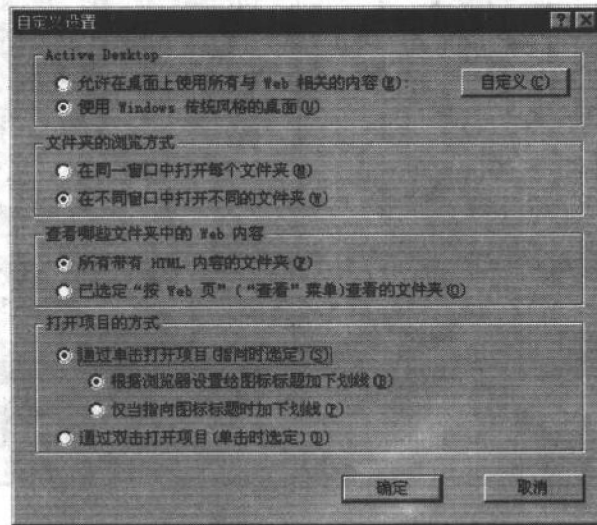 自定义设置
Active Desktop
允许在桌面上使用所有与 Web 相关的内容(E):
自定义(C)
使用 Windows 传统风格的桌面(U)
文件夹的浏览方式
在同一窗口中打开每个文件夹(M)
在不同窗口中打开不同的文件夹(W)
查看哪些文件夹中的 Web 内容
所有带有 HTML 内容的文件夹(F)
已选定“按 Web 页”(“查看”菜单)查看的文件夹(O)
打开项目的方式
通过单击打开项目(指向时选定)(S)
根据浏览器设置给图标标题加下划线(B)
仅当指向图标标题时加下划线(P)
通过双击打开项目(单击时选定)(D)
确定
取消